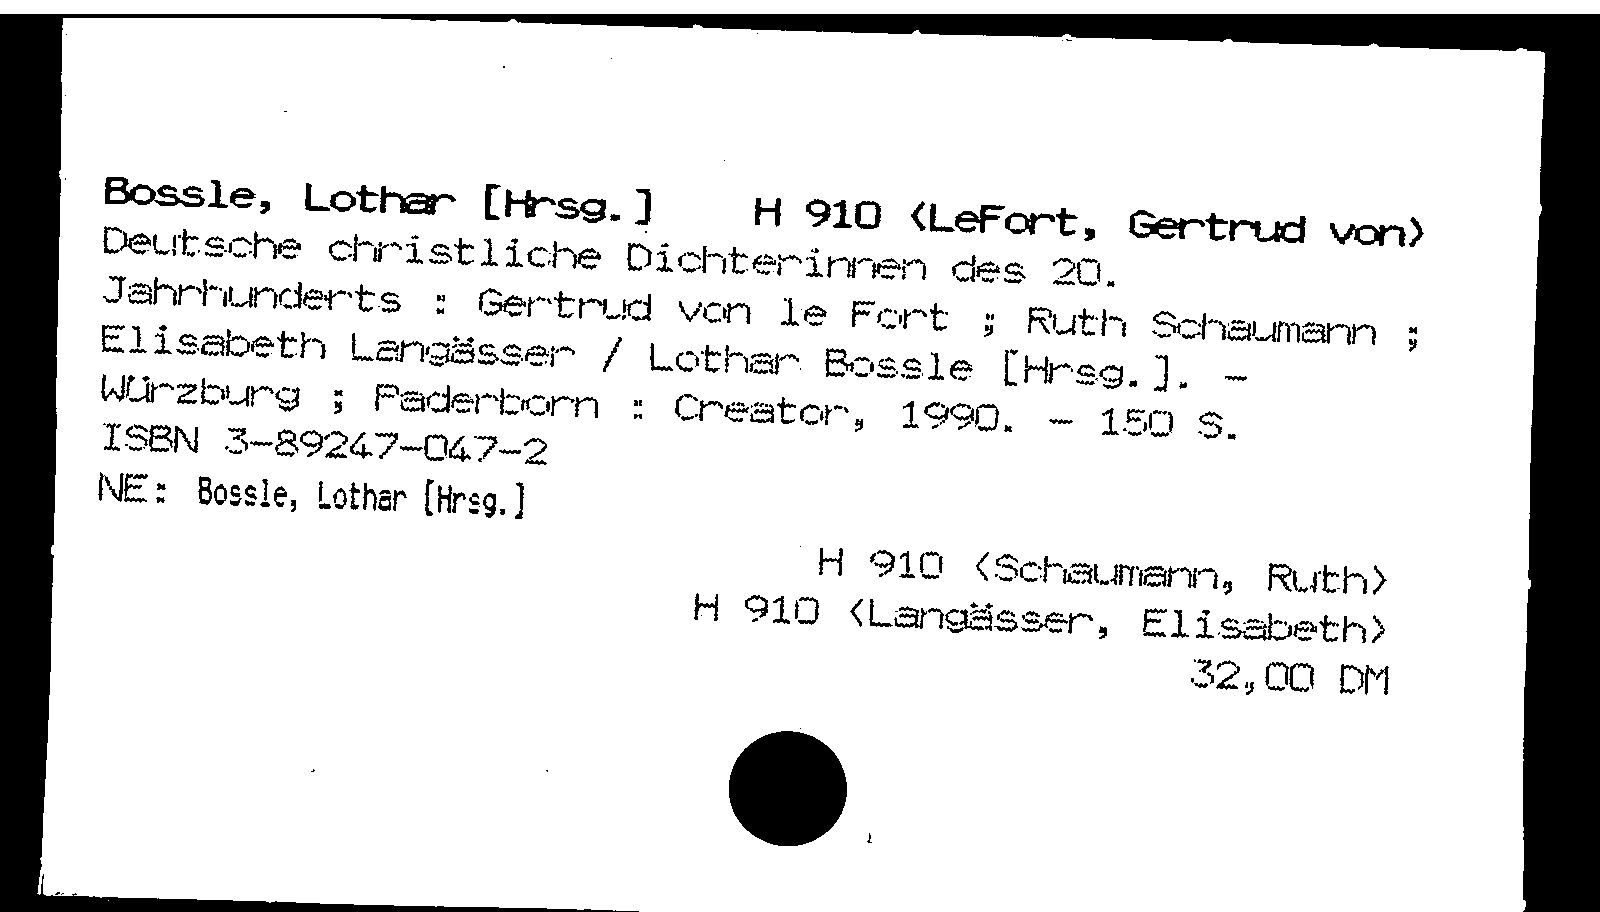 Bossle, Lothar [Hrsg.] H 910 <LeFort, Gertrud von>
Deutsche christliche Dichterinnen des 20.
Jahrhunderts : Gertrud von le Fort ; Ruth Schaumann ;
Elisabeth Langässer / Lothar Bossle [Hrsg.]. -
Würzburg ; Paderborn : Creator, 1990. - 150 S.
ISBN 3-89247-047-2
NE: Bossle, Lothar [Hrsg.]
H 910 <Schaumann, Ruth>
H 910 <Langässer, Elisabeth>
32,00 DM